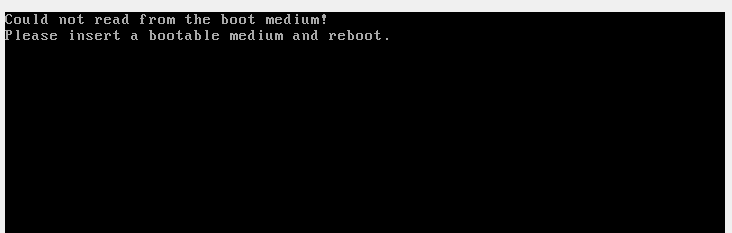 Could not read from the boot medium!
Please insert a bootable medium and reboot.